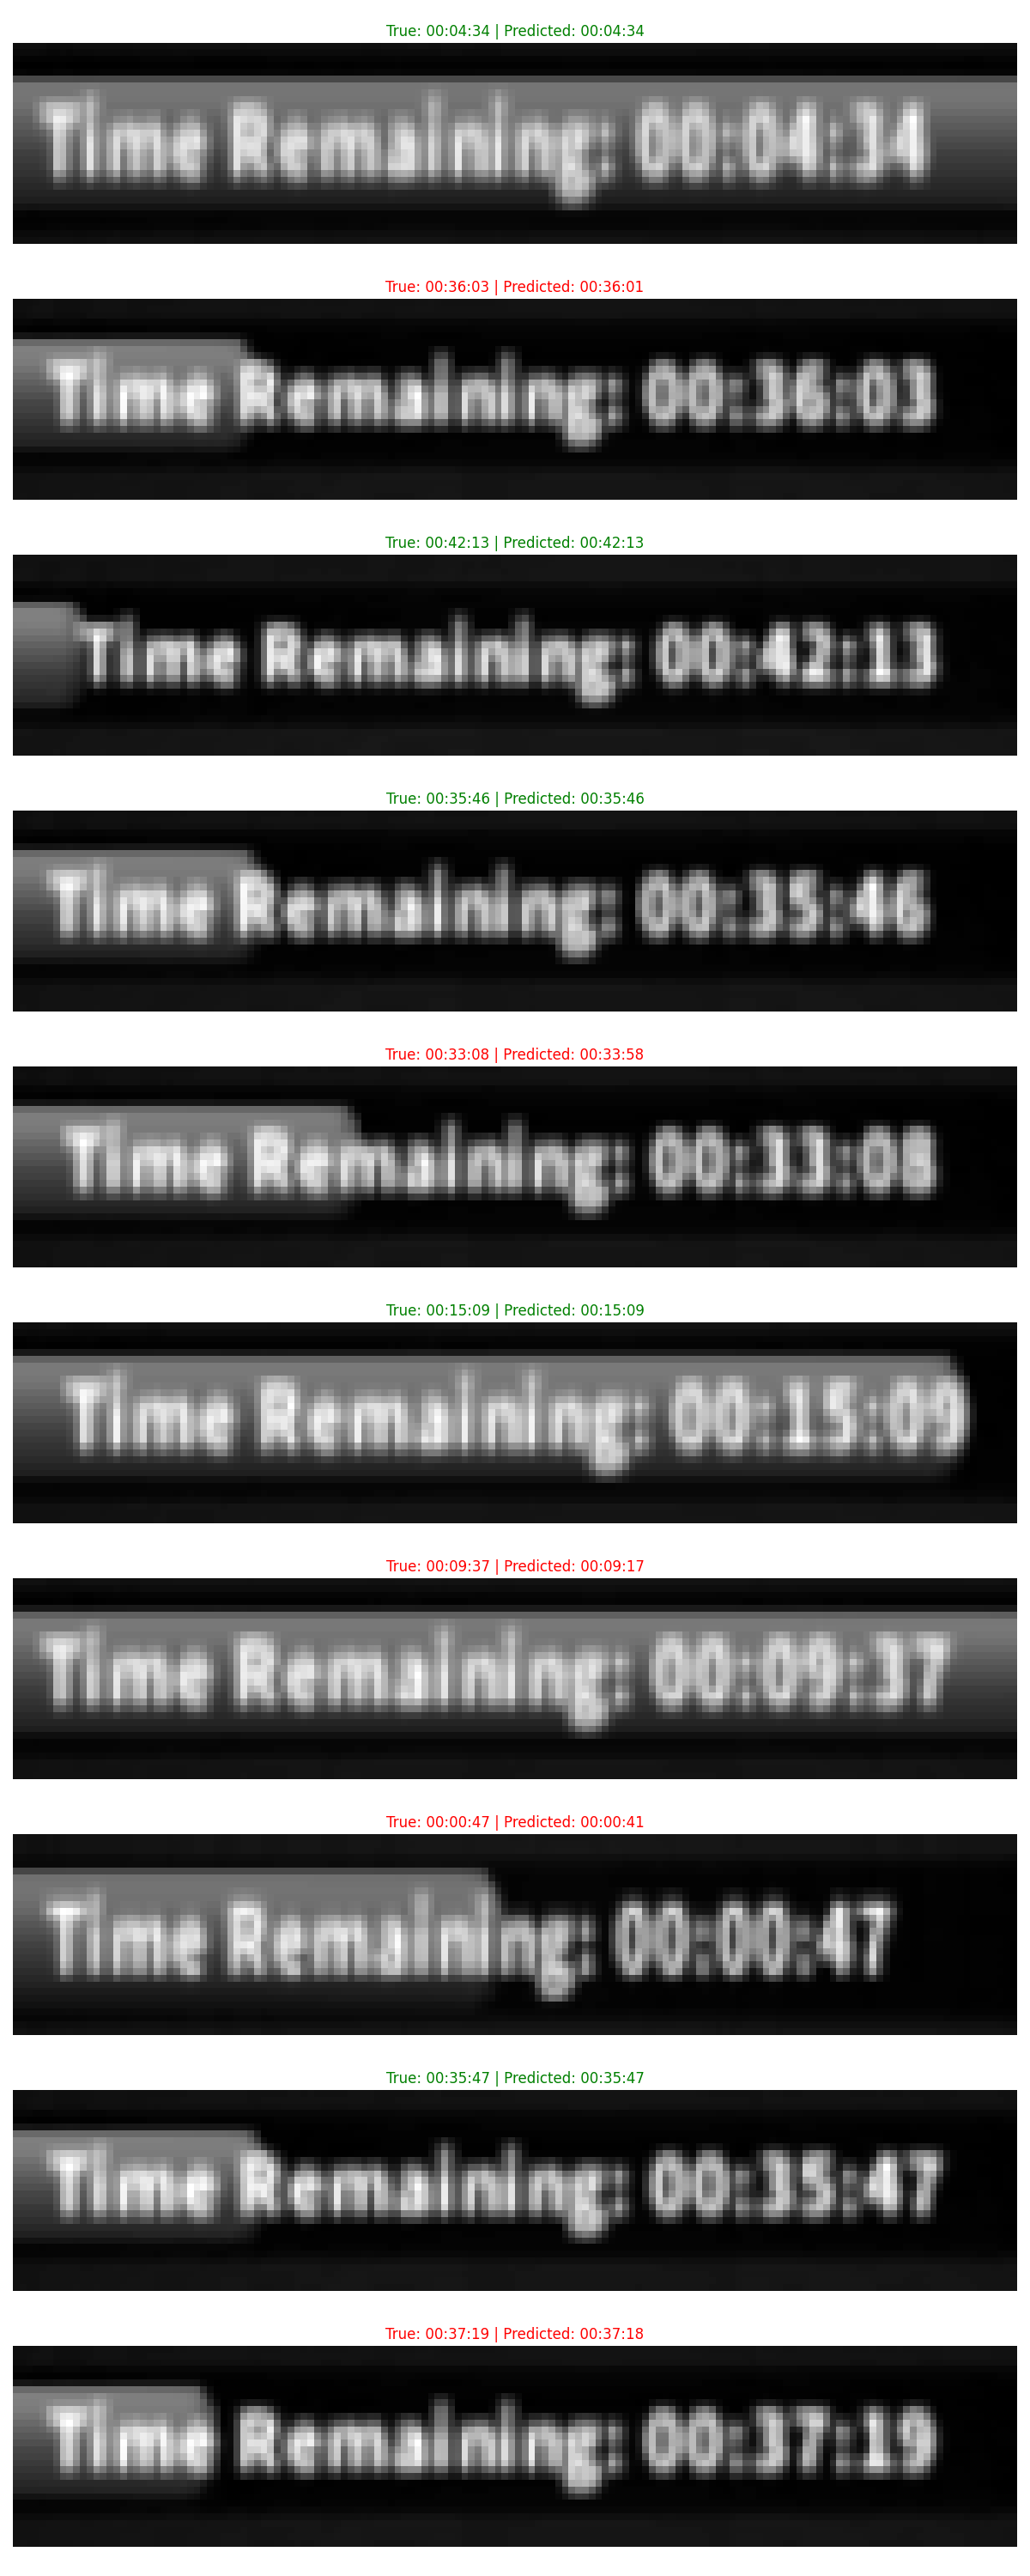 True: 00:04:34 | Predicted: 00:04:34
Time Remaining: 00:04:34
True: 00:36:03 | Predicted: 00:36:01
Time Remaining: 00:36:03
True: 00:42:13 | Predicted: 00:42:13
Time Remaining: 00:42:13
True: 00:35:46 | Predicted: 00:35:46
Time Remaining: 00:35:46
True: 00:33:08 | Predicted: 00:33:58
Time Remaining: 00:33:08
True: 00:15:09 | Predicted: 00:15:09
Time Remaining: 00:15:09
True: 00:09:37 | Predicted: 00:09:17
Time Remaining: 00:09:37
True: 00:00:47 | Predicted: 00:00:41
Time Remaining: 00:00:47
True: 00:35:47 | Predicted: 00:35:47
Time Remaining: 00:35:47
True: 00:37:19 | Predicted: 00:37:18
Time Remaining: 00:37:19